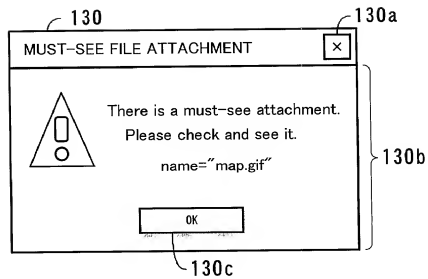 130
130a
MUST-SEE FILE ATTACHMENT ×
There is a must-see attachment.
Please check and see it.
name="map.gif"
130b
OK
130c